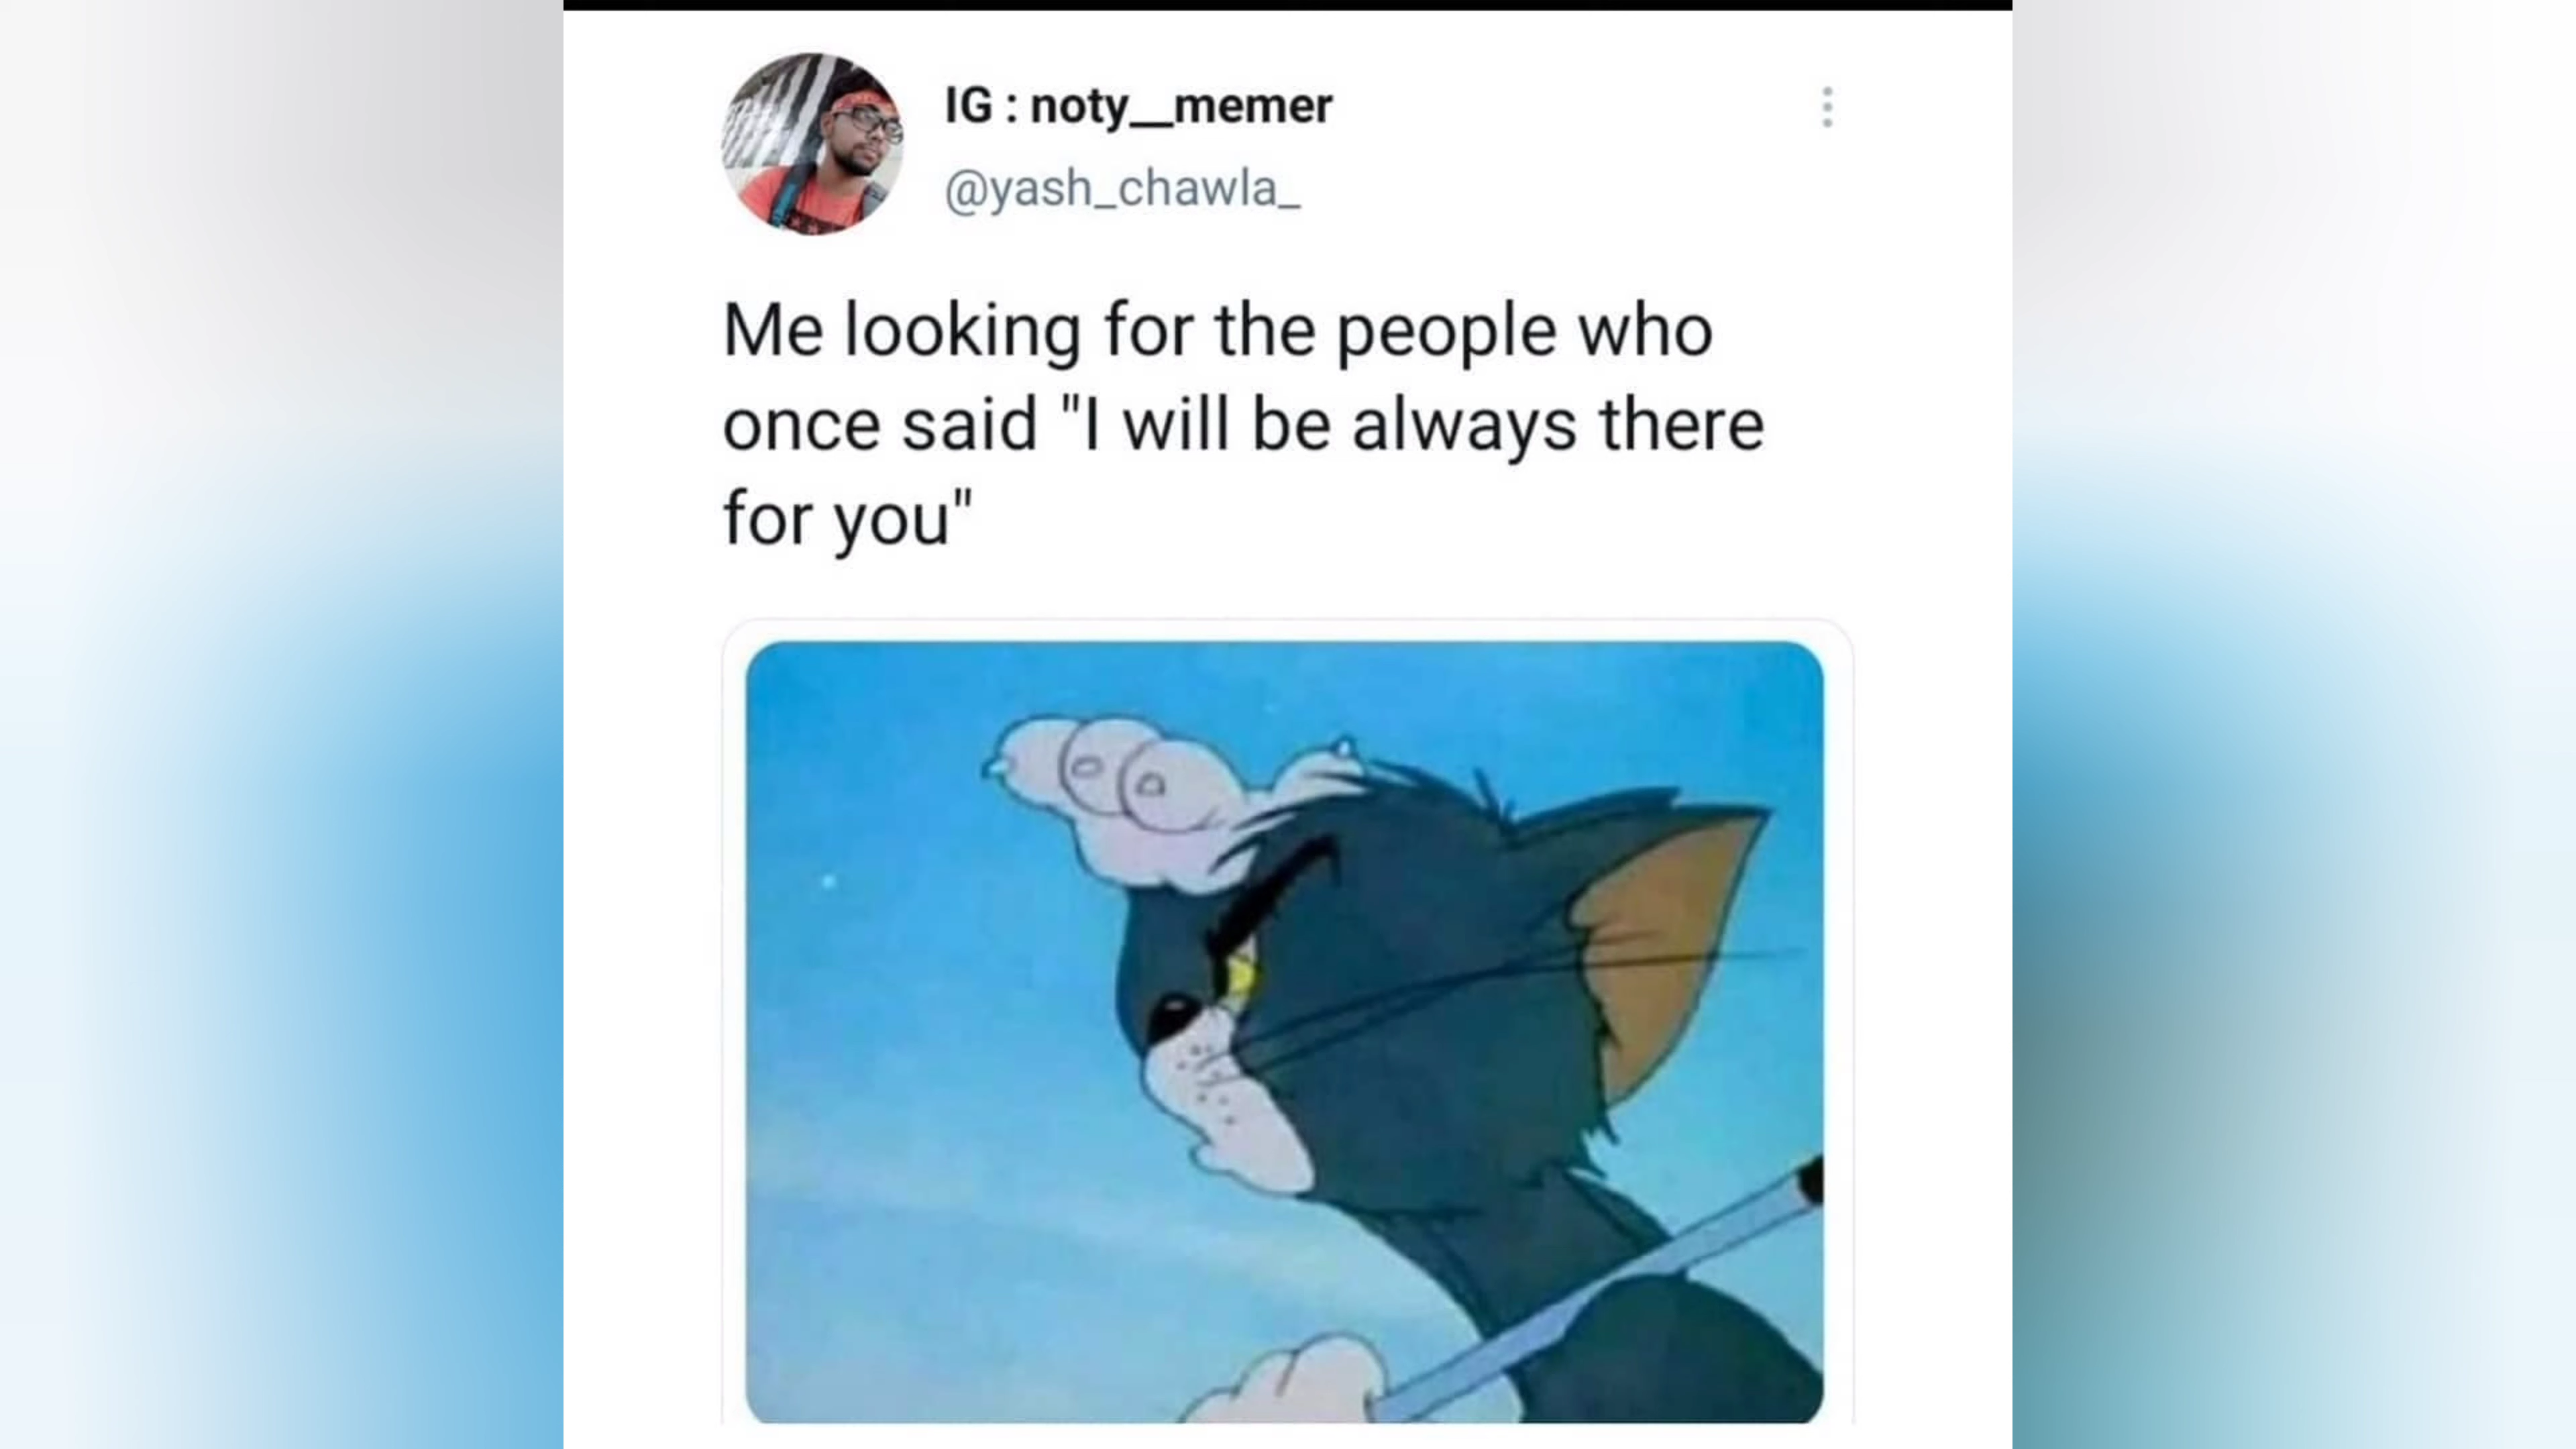 IG : noty__memer
@yash_chawla_
Me looking for the people who
once said "I will be always there
for you"